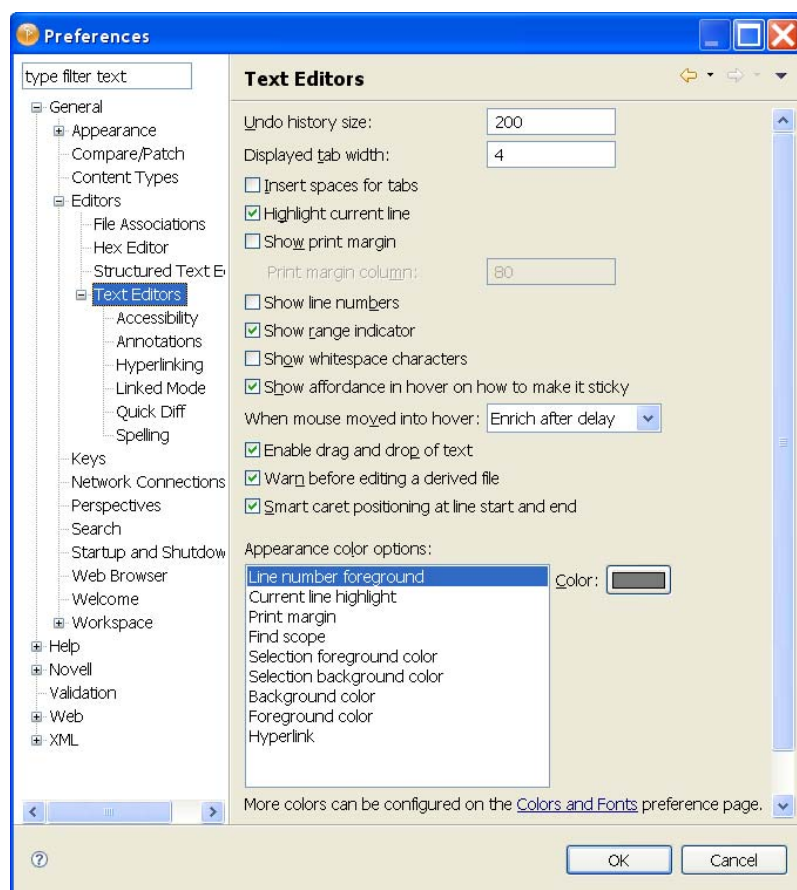 Preferences
type filter text
General
Appearance
Compare/Patch
Content Types
Editors
File Associations
Hex Editor
Structured Text E
Text Editors
Accessibility
Annotations
Hyperlinking
Linked Mode
Quick Diff
Spelling
Keys
Network Connections
Perspectives
Search
Startup and Shutdow
Web Browser
Welcome
Workspace
Help
Novell
Validation
Web
XML
Text Editors
Undo history size: 200
Displayed tab width: 4
Insert spaces for tabs
Highlight current line
Show print margin
Print margin column: 80
Show line numbers
Show range indicator
Show whitespace characters
Show affordance in hover on how to make it sticky
When mouse moved into hover: Enrich after delay
Enable drag and drop of text
Warn before editing a derived file
Smart caret positioning at line start and end
Appearance color options:
Line number foreground
Color:
Current line highlight
Print margin
Find scope
Selection foreground color
Selection background color
Background color
Foreground color
Hyperlink
More colors can be configured on the Colors and Fonts preference page.
OK
Cancel